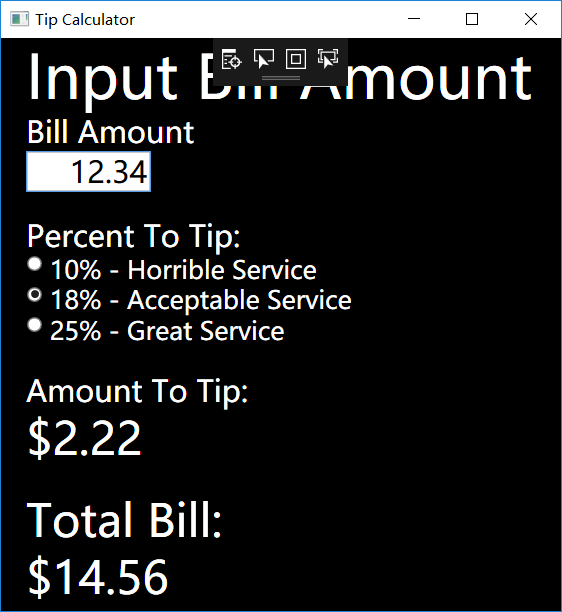 Tip Calculator
Input Bill Amount
Bill Amount
12.34
Percent To Tip:
10% - Horrible Service
18% - Acceptable Service
25% - Great Service
Amount To Tip:
$2.22
Total Bill:
$14.56